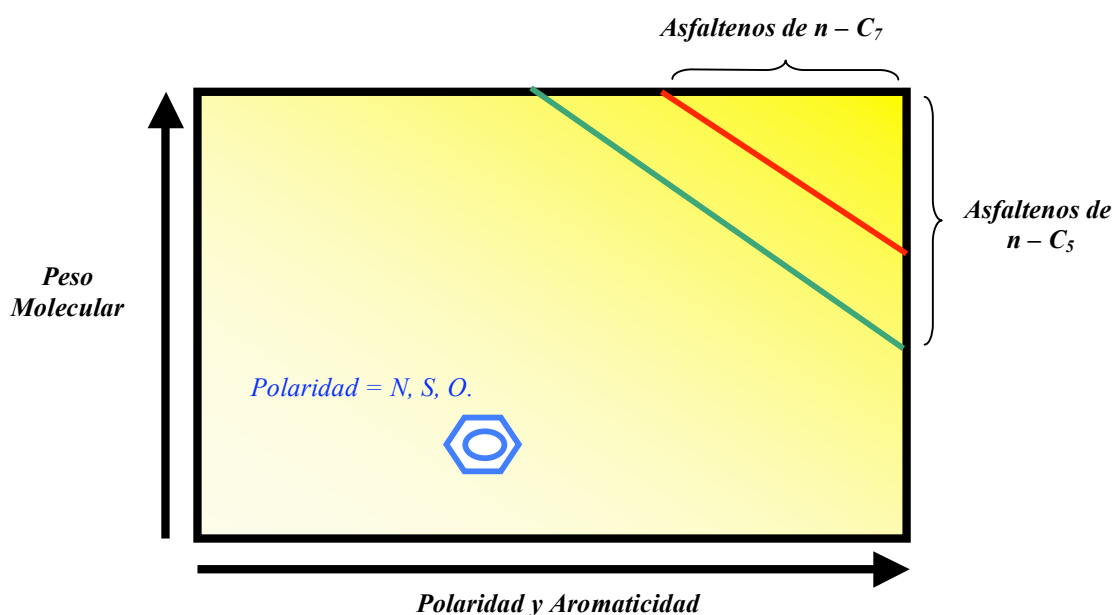 Asfaltenos de n – C₇
Asfaltenos de
n – C₅
Peso
Molecular
Polaridad = N, S, O.
Polaridad y Aromaticidad